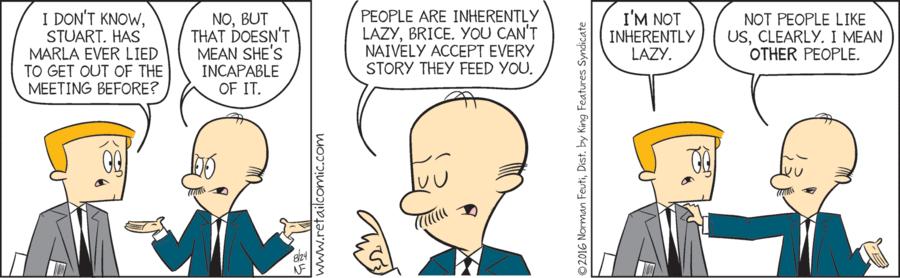 I DON'T KNOW,
STUART. HAS
MARLA EVER LIED
TO GET OUT OF THE
MEETING BEFORE?
NO, BUT
THAT DOESN'T
MEAN SHE'S
INCAPABLE
OF IT.
8/24
NF
www.retailcomic.com
PEOPLE ARE INHERENTLY
LAZY, BRICE. YOU CAN'T
NAIVELY ACCEPT EVERY
STORY THEY FEED YOU.
©2016 Norman Feuti, Dist. by King Features Syndicate
I'M NOT
INHERENTLY
LAZY.
NOT PEOPLE LIKE
US, CLEARLY. I MEAN
OTHER PEOPLE.